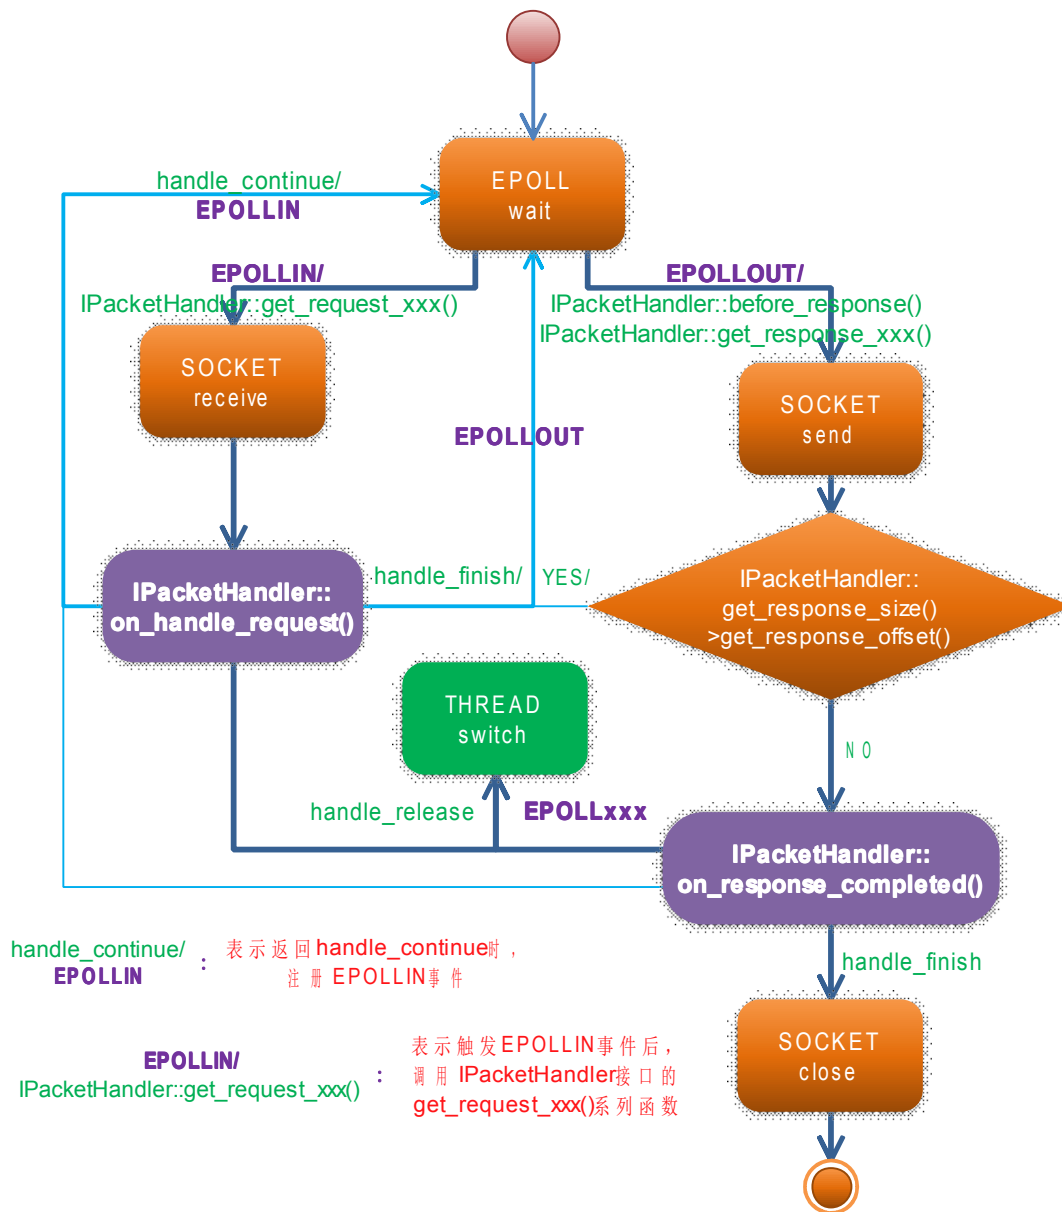 EPOLL
wait
handle_continue/
EPOLLIN
EPOLLIN/
IPacketHandler::get_request_xxx()
EPOLLOUT/
IPacketHandler::before_response()
IPacketHandler::get_response_xxx()
SOCKET
receive
SOCKET
send
EPOLLOUT
IPacketHandler::
on_handle_request()
handle_finish/
YES/
IPacketHandler::
get_response_size()
>get_response_offset()
THREAD
switch
NO
handle_release
EPOLLxxx
IPacketHandler::
on_response_completed()
handle_continue/
EPOLLIN
:
表示返回handle_continue时，
注册EPOLLIN事件
handle_finish
SOCKET
close
EPOLLIN/
IPacketHandler::get_request_xxx()
:
表示触发EPOLLIN事件后，
调用IPacketHandler接口的
get_request_xxx()系列函数